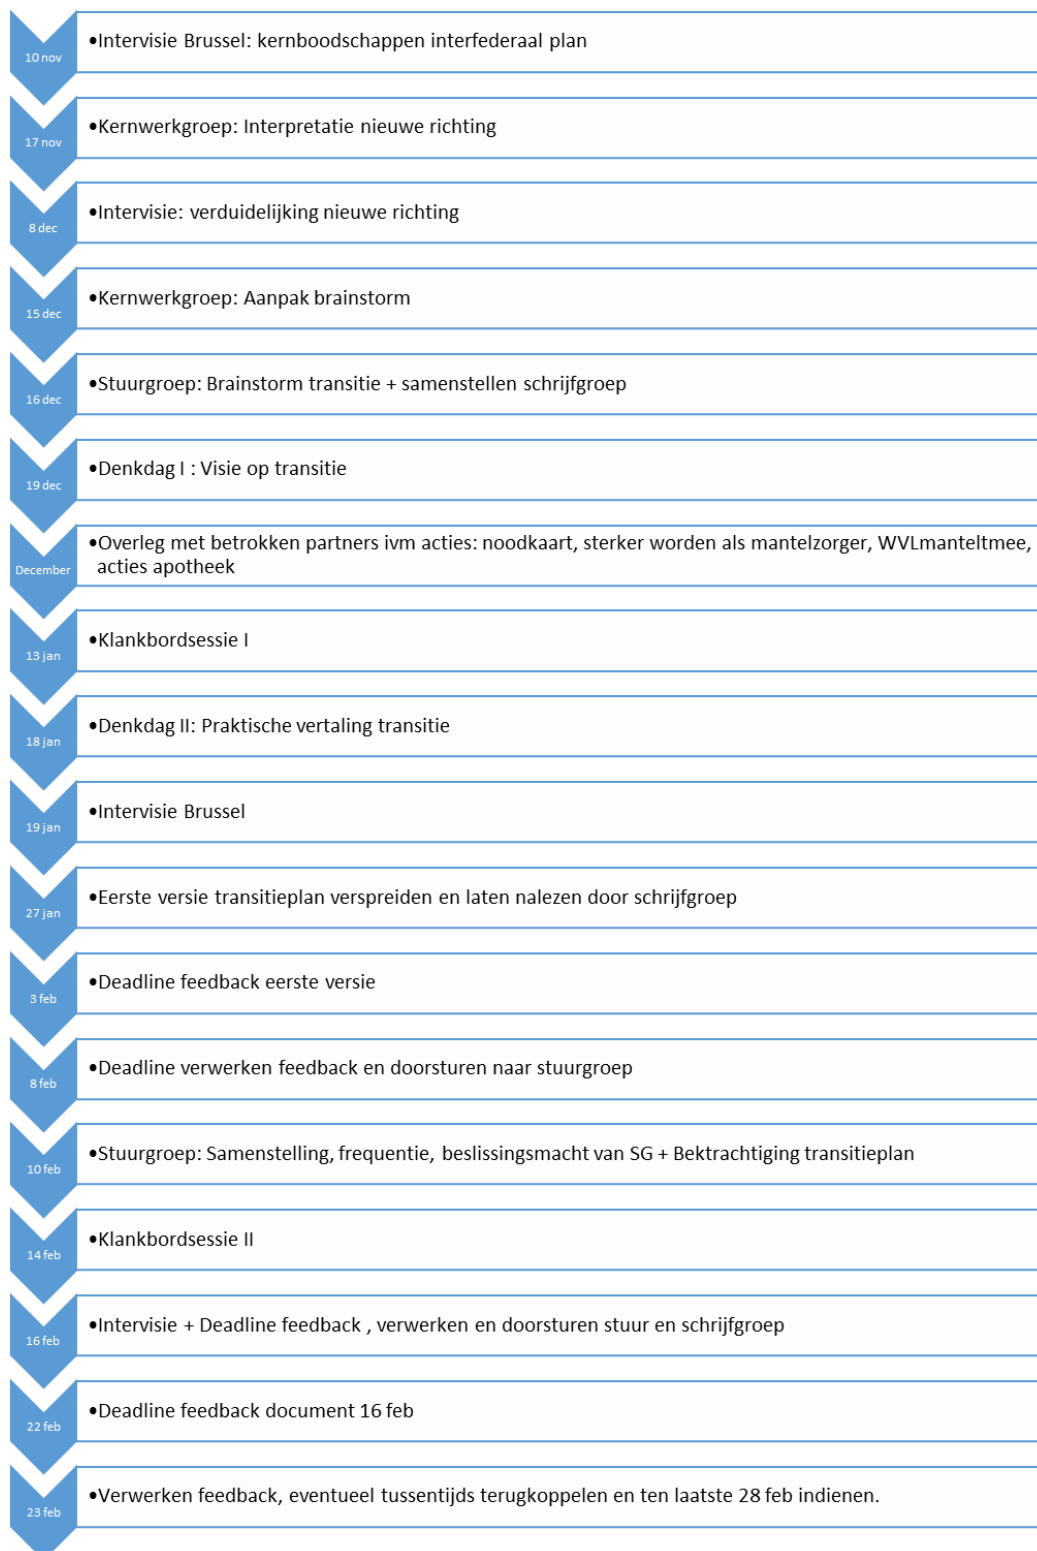 10 nov
•Intervisie Brussel: kernboodschappen interfederaal plan
17 nov
•Kernwerkgroep: Interpretatie nieuwe richting
8 dec
•Intervisie: verduidelijking nieuwe richting
15 dec
•Kernwerkgroep: Aanpak brainstorm
16 dec
•Stuurgroep: Brainstorm transitie + samenstellen schrijfgroep
19 dec
•Denkdag I : Visie op transitie
December
•Overleg met betrokken partners ivm acties: noodkaart, sterker worden als mantelzorger, WVLmanteltmee,
acties apotheek
13 jan
•Klankbordsessie I
18 jan
•Denkdag II: Praktische vertaling transitie
19 jan
•Intervisie Brussel
27 jan
•Eerste versie transitieplan verspreiden en laten nalezen door schrijfgroep
3 feb
•Deadline feedback eerste versie
8 feb
•Deadline verwerken feedback en doorsturen naar stuurgroep
10 feb
•Stuurgroep: Samenstelling, frequentie, beslissingsmacht van SG + Bektrachtiging transitieplan
14 feb
•Klankbordsessie II
16 feb
•Intervisie + Deadline feedback , verwerken en doorsturen stuur en schrijfgroep
22 feb
•Deadline feedback document 16 feb
23 feb
•Verwerken feedback, eventueel tussentijds terugkoppelen en ten laatste 28 feb indienen.